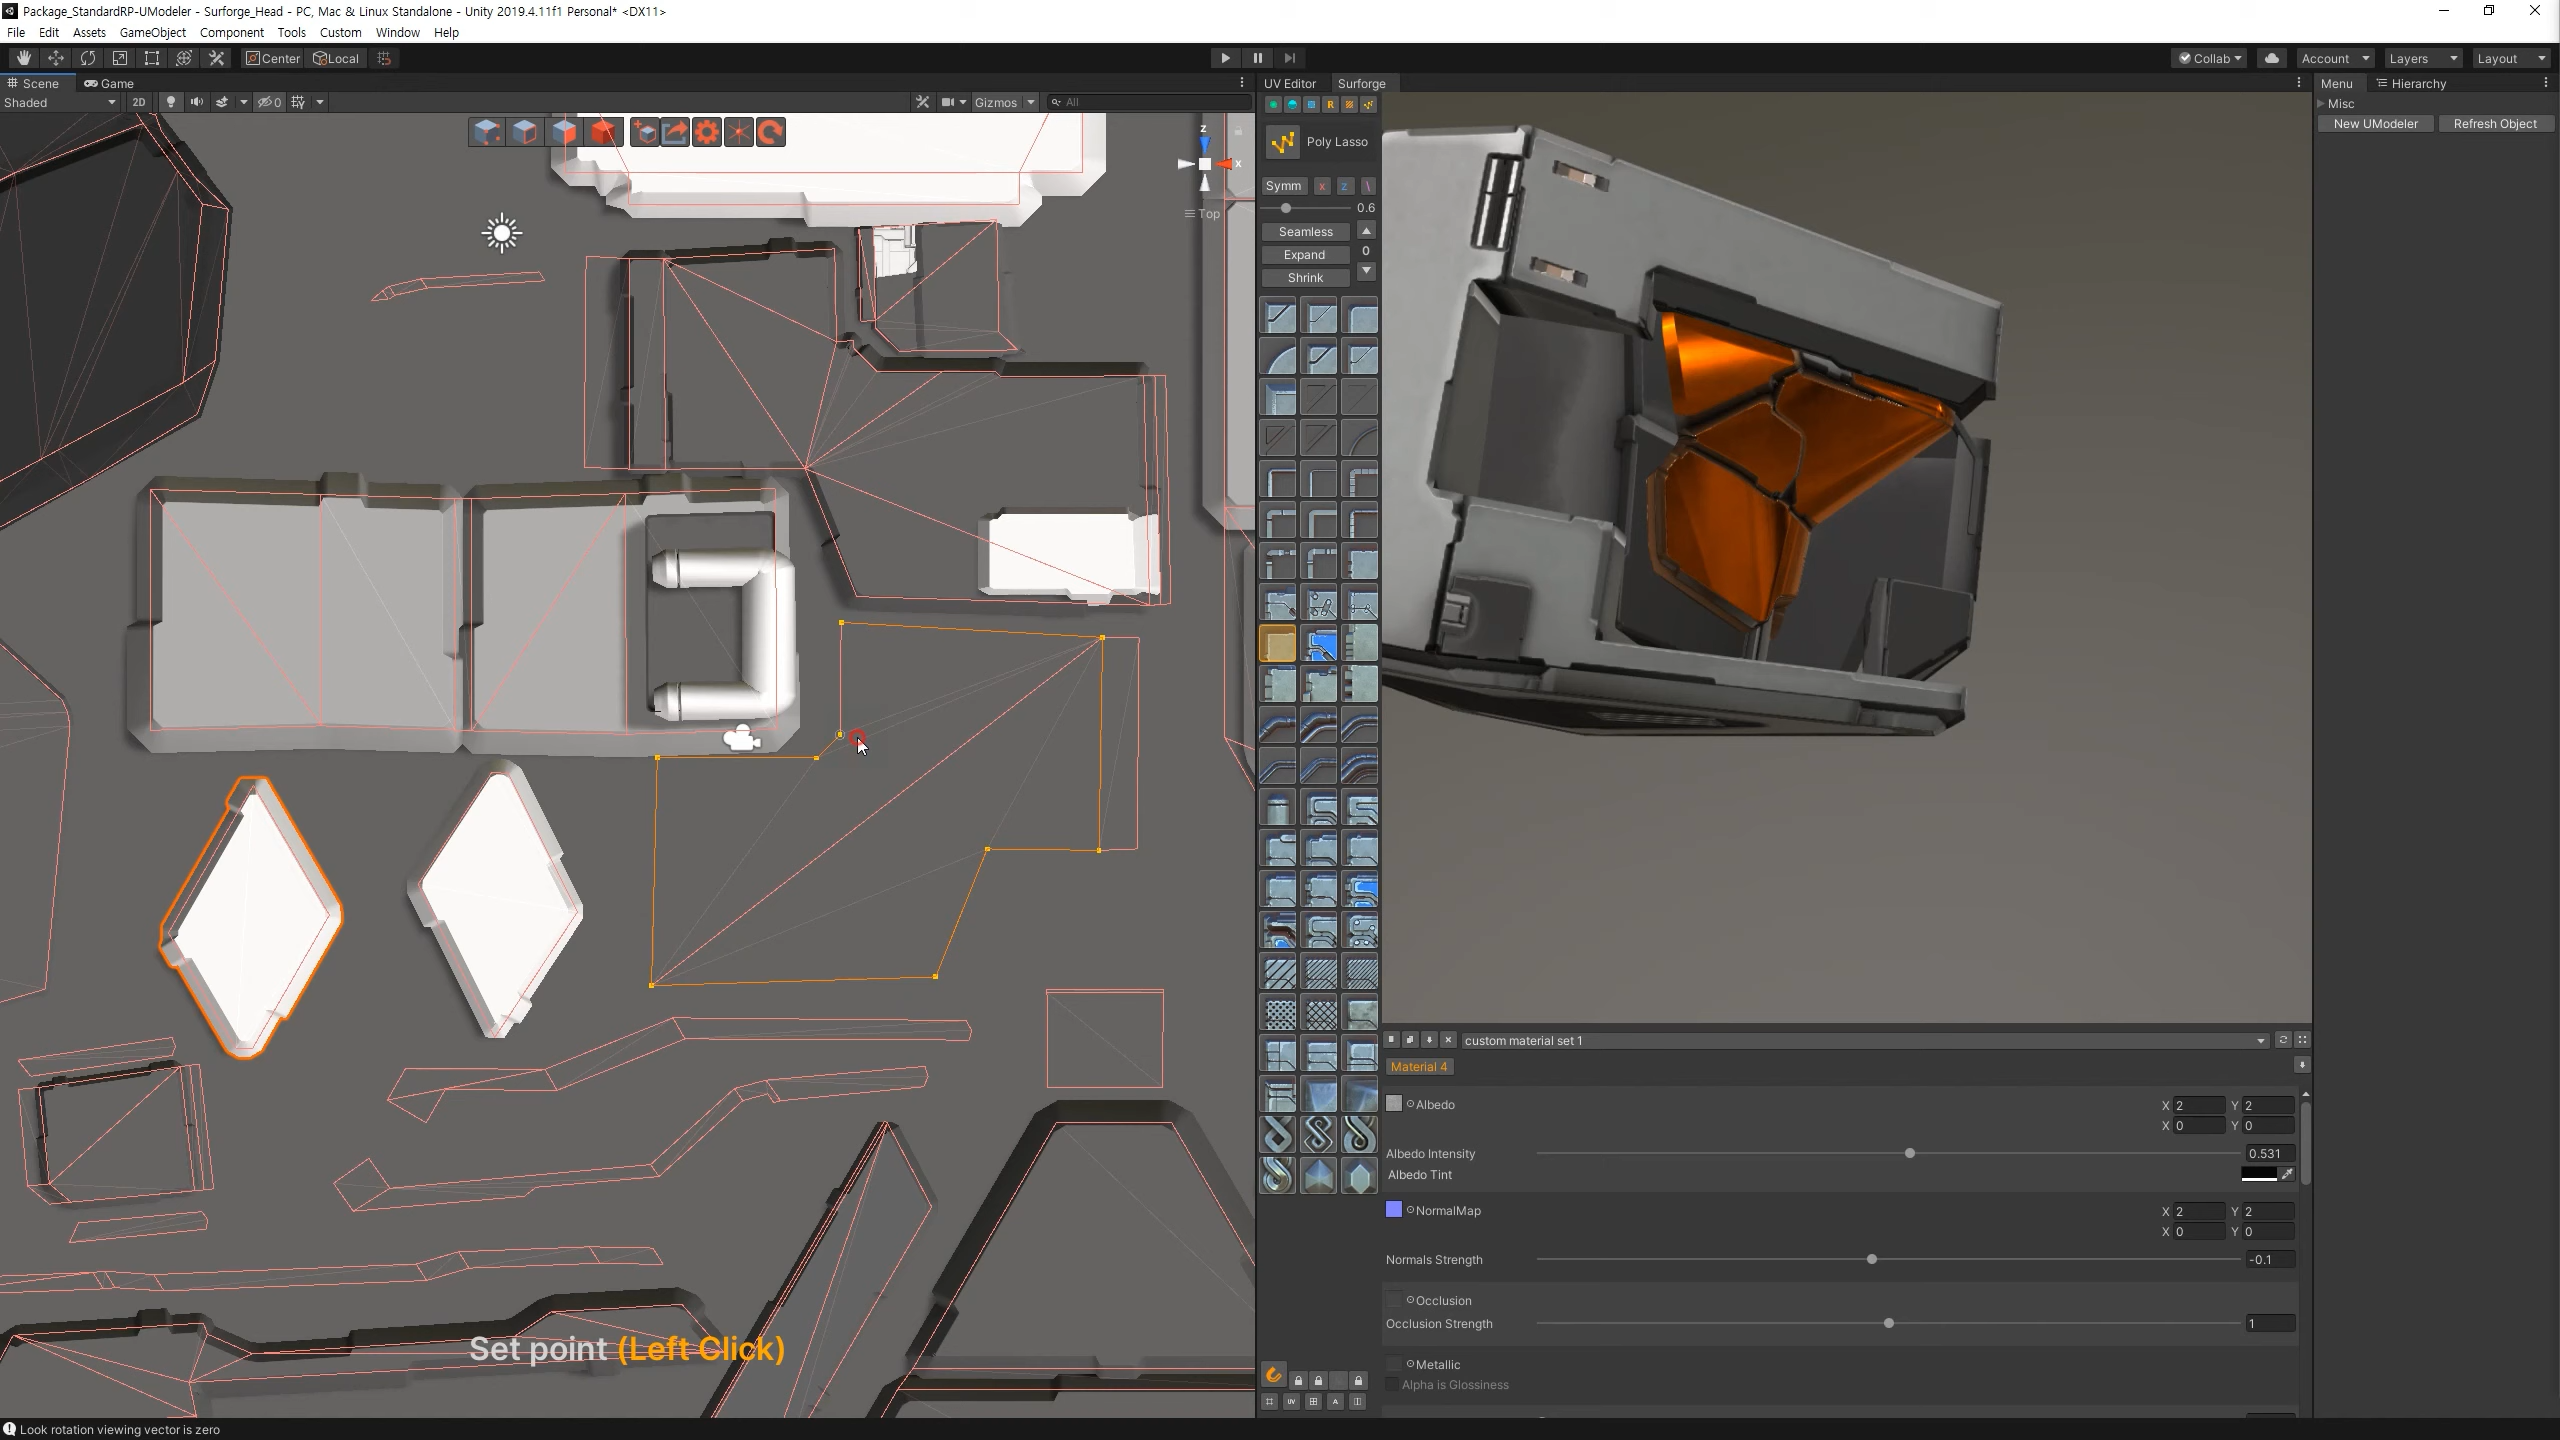 Package_StandardRP-UModeler - Surforge_Head - PC, Mac & Linux Standalone - Unity 2019.4.11f1 Personal* <DX11>
File Edit Assets GameObject Component Tools Custom Window Help
Center Local Collab Account Layers Layout
Scene Game UV Editor Surforge Menu Hierarchy
Shaded 2D 0 Gizmos All R Misc
New UModeler Refresh Object
Poly Lasso
z
x
Top
Symm x z \
0.6
Seamless
Expand 0
Shrink
custom material set 1
Material 4
Albedo X 2 Y 2
X 0 Y 0
Albedo Intensity 0.531
Albedo Tint
NormalMap X 2 Y 2
X 0 Y 0
Normals Strength -0.1
Occlusion
Occlusion Strength 1
Set point (Left Click)
Metallic
Alpha is Glossiness
UV A
Look rotation viewing vector is zero